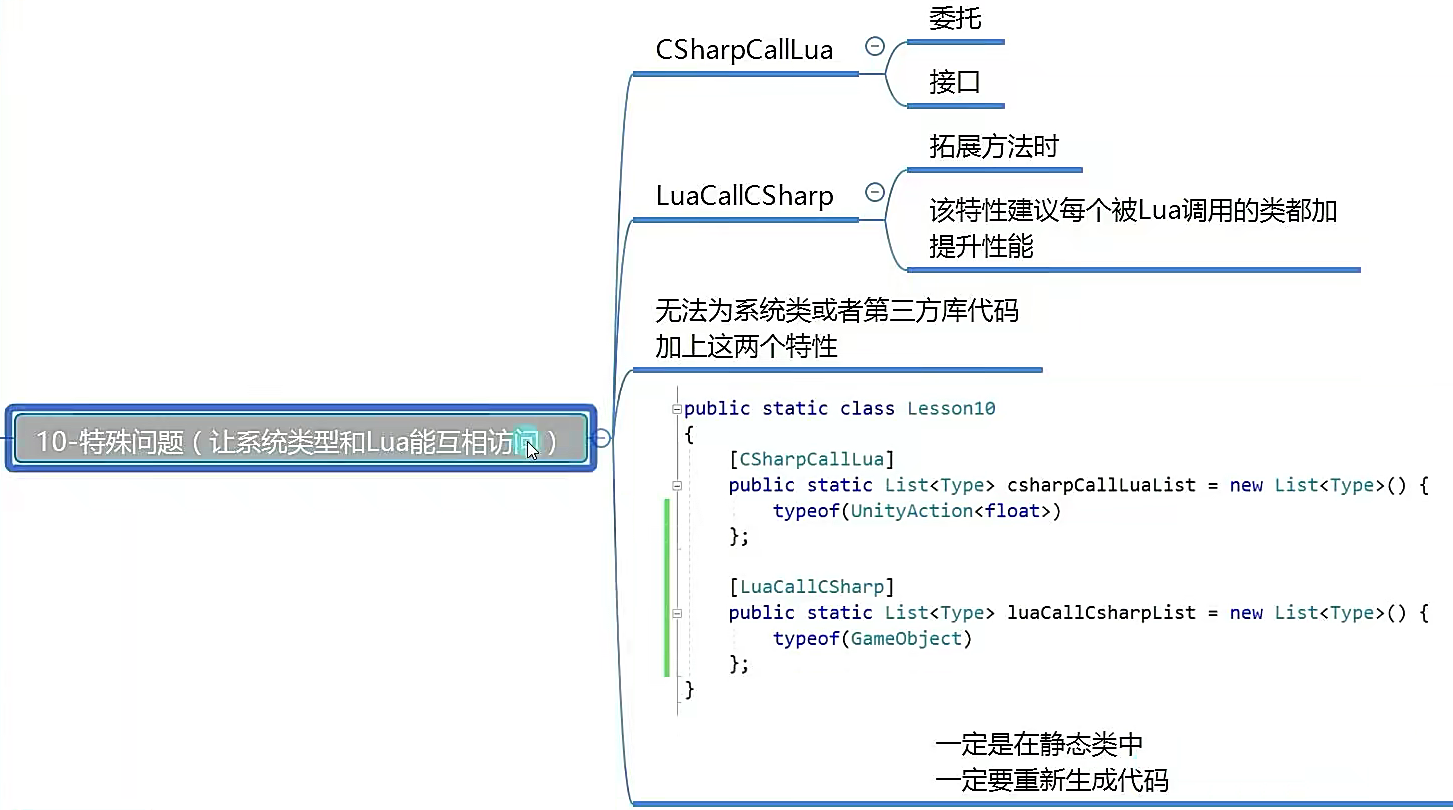 CSharpCallLua
委托
接口
LuaCallCSharp
拓展方法时
该特性建议每个被Lua调用的类都加
提升性能
无法为系统类或者第三方库代码
加上这两个特性
10-特殊问题（让系统类型和Lua能互相访问）
public static class Lesson10
{
[CSharpCallLua]
public static List<Type> csharpCallLuaList = new List<Type>() {
typeof(UnityAction<float>)
};
[LuaCallCSharp]
public static List<Type> luaCallCsharpList = new List<Type>() {
typeof(GameObject)
};
}
一定是在静态类中
一定要重新生成代码